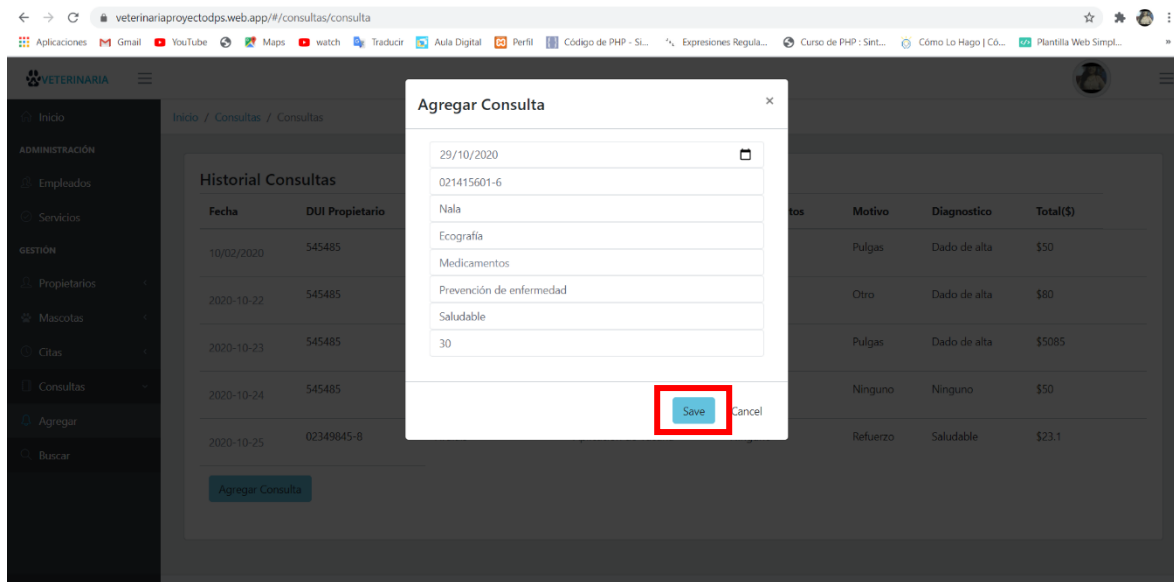 veterinariaproyectodps.web.app/#/consultas/consulta
Aplicaciones Gmail YouTube Maps watch Traducir Aula Digital Perfil Código de PHP - Si... Expresiones Regula... Curso de PHP : Sint... Cómo Lo Hago | Có... Plantilla Web Simpl... »
VETERINARIA
Agregar Consulta ×
Inicio
Inicio / Consultas / Consultas
ADMINISTRACIÓN
Empleados
Servicios
GESTIÓN
Propietarios
Mascotas
Citas
Consultas
Agregar
Buscar
29/10/2020
021415601-6
Nala
Ecografía
Medicamentos
Prevención de enfermedad
Saludable
30
Save Cancel
Historial Consultas
Fecha DUI Propietario tos Motivo Diagnostico Total($)
10/02/2020 545485 Pulgas Dado de alta $50
2020-10-22 545485 Otro Dado de alta $80
2020-10-23 545485 Pulgas Dado de alta $5085
2020-10-24 545485 Ninguno Ninguno $50
2020-10-25 02349845-8 Refuerzo Saludable $23.1
Agregar Consulta